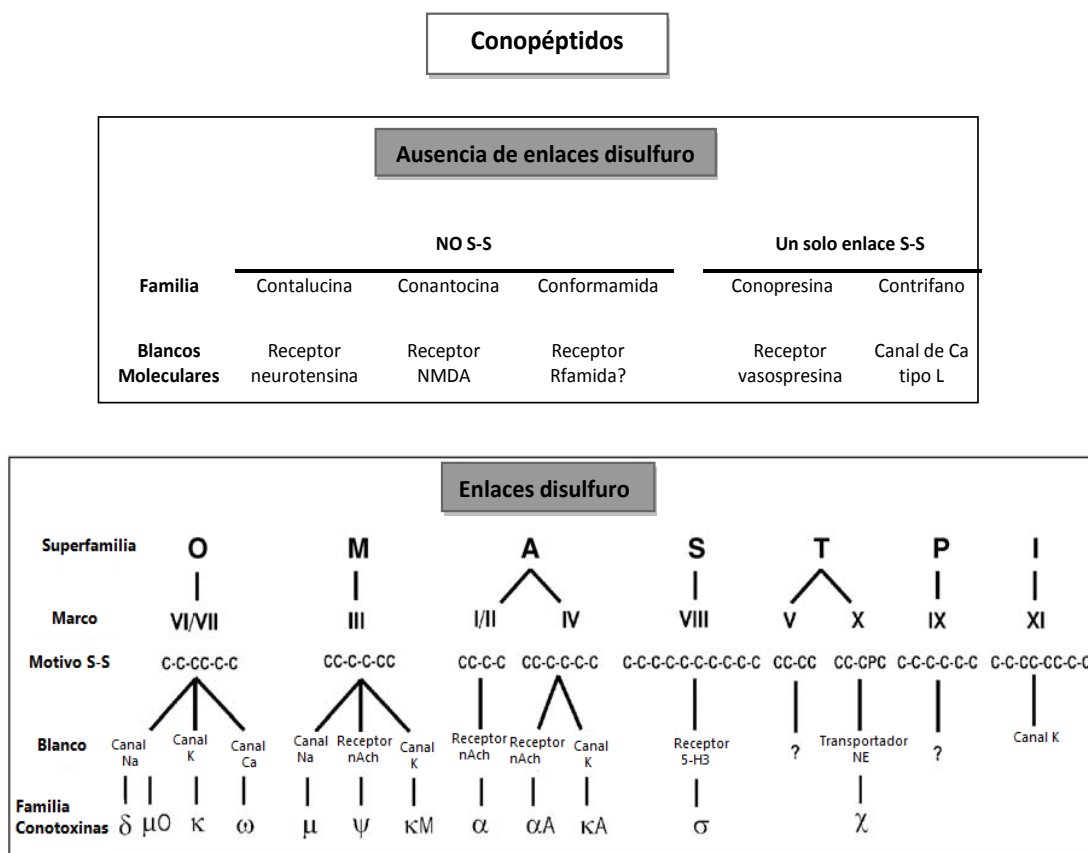 Conopéptidos
Ausencia de enlaces disulfuro
NO S-S Un solo enlace S-S
Familia Contalucina Conantocina Conformamida Conopresina Contrifano
Blancos Receptor Receptor Receptor Receptor Canal de Ca
Moleculares neurotensina NMDA Rfamida? vasospresina tipo L
Enlaces disulfuro
Superfamilia O M A S T P I
Marco VI/VII III I/II IV VIII V X IX XI
Motivo S-S C-C-CC-C-C CC-C-C-CC CC-C-C CC-C-C-C-C C-C-C-C-C-C-C-C-C-C CC-CC CC-CPC C-C-C-C-C-C C-C-CC-CC-C-C
Blanco Canal Na Canal K Canal Ca Canal Na Receptor nAch Canal K Receptor nAch Receptor nAch Canal K Receptor 5-H3 ? Transportador NE ? Canal K
Familia
Conotoxinas δ μO κ ω μ ψ κM α αA κA σ χ